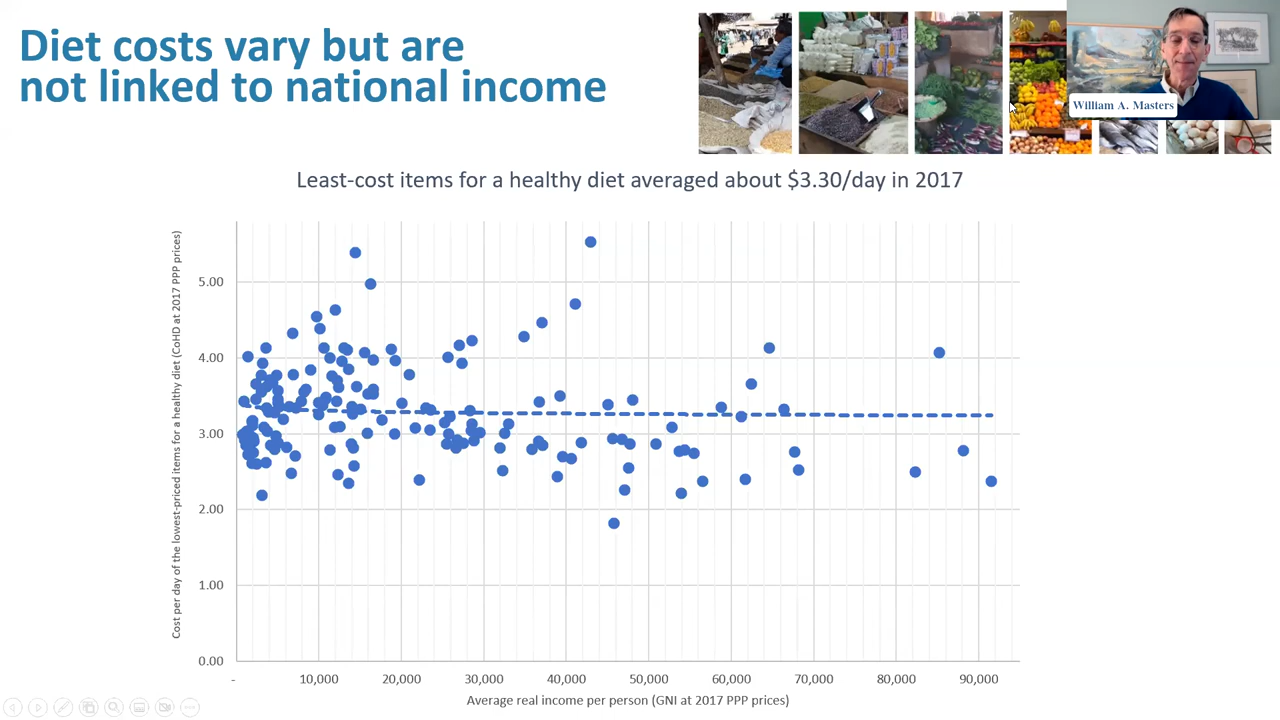 Diet costs vary but are
not linked to national income
William A. Masters
Least-cost items for a healthy diet averaged about $3.30/day in 2017
Cost per day of the lowest-priced items for a healthy diet (CoHD at 2017 PPP prices)
5.00
4.00
3.00
2.00
1.00
0.00
-
10,000
20,000
30,000
40,000
50,000
60,000
70,000
80,000
90,000
Average real income per person (GNI at 2017 PPP prices)